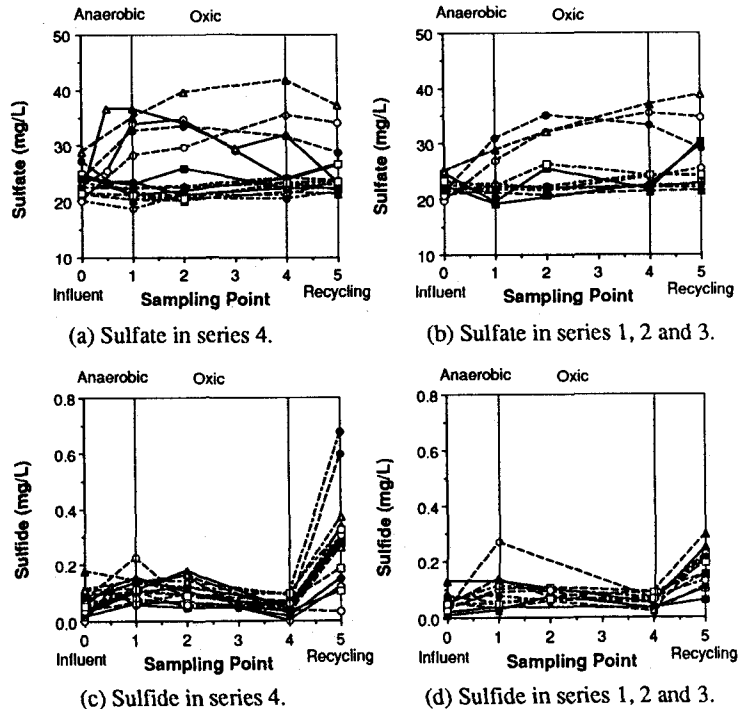 Anaerobic Oxic
50
40
30
20
10
Sulfate (mg/L)
0 1 2 3 4 5
Influent Sampling Point Recycling
(a) Sulfate in series 4.
Anaerobic Oxic
50
40
30
20
10
Sulfate (mg/L)
0 1 2 3 4 5
Influent Sampling Point Recycling
(b) Sulfate in series 1, 2 and 3.
Anaerobic Oxic
0.8
0.6
0.4
0.2
0.0
Sulfide (mg/L)
0 1 2 3 4 5
Influent Sampling Point Recycling
(c) Sulfide in series 4.
Anaerobic Oxic
0.8
0.6
0.4
0.2
0.0
Sulfide (mg/L)
0 1 2 3 4 5
Influent Sampling Point Recycling
(d) Sulfide in series 1, 2 and 3.